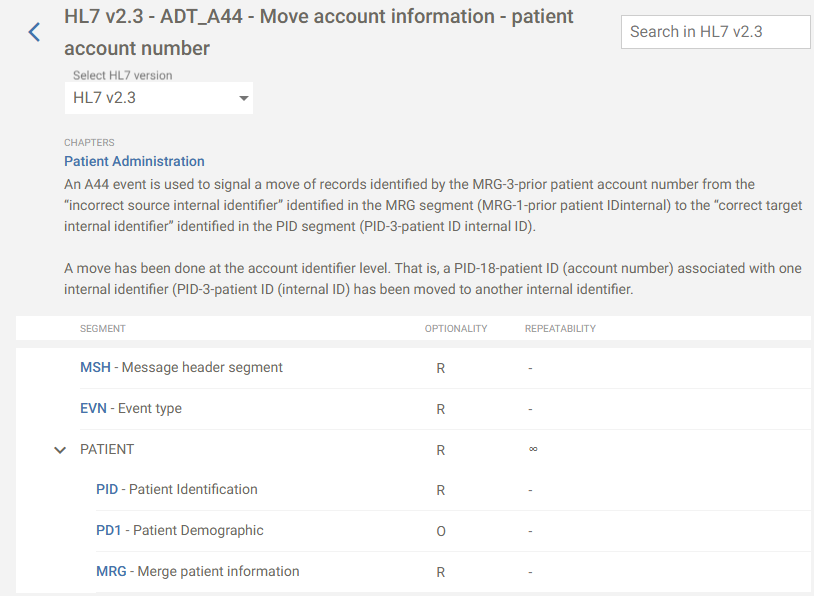 HL7 v2.3 - ADT_A44 - Move account information - patient
account number
Search in HL7 v2.3
Select HL7 version
HL7 v2.3
CHAPTERS
Patient Administration
An A44 event is used to signal a move of records identified by the MRG-3-prior patient account number from the
“incorrect source internal identifier” identified in the MRG segment (MRG-1-prior patient IDinternal) to the “correct target
internal identifier” identified in the PID segment (PID-3-patient ID internal ID).
A move has been done at the account identifier level. That is, a PID-18-patient ID (account number) associated with one
internal identifier (PID-3-patient ID (internal ID) has been moved to another internal identifier.
SEGMENT OPTIONALITY REPEATABILITY
MSH - Message header segment R -
EVN - Event type R -
PATIENT R ∞
PID - Patient Identification R -
PD1 - Patient Demographic O -
MRG - Merge patient information R -